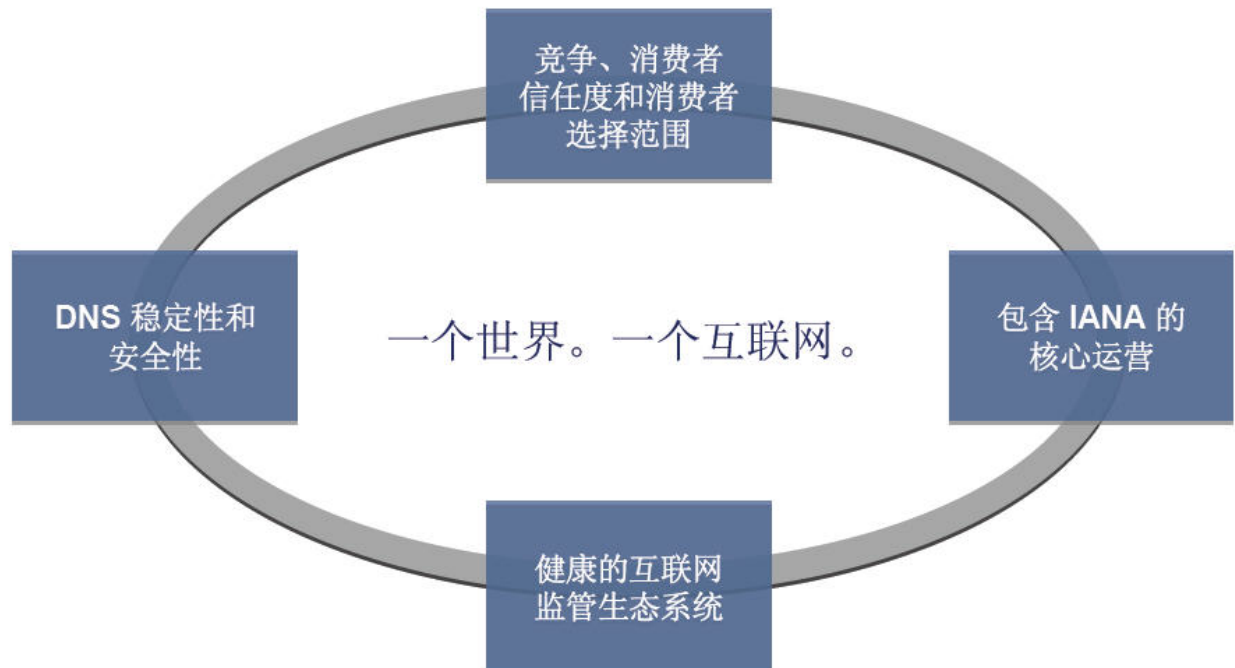 竞争、消费者
信任度和消费者
选择范围
DNS 稳定性和
安全性
一个世界。一个互联网。
包含 IANA 的
核心运营
健康的互联网
监管生态系统